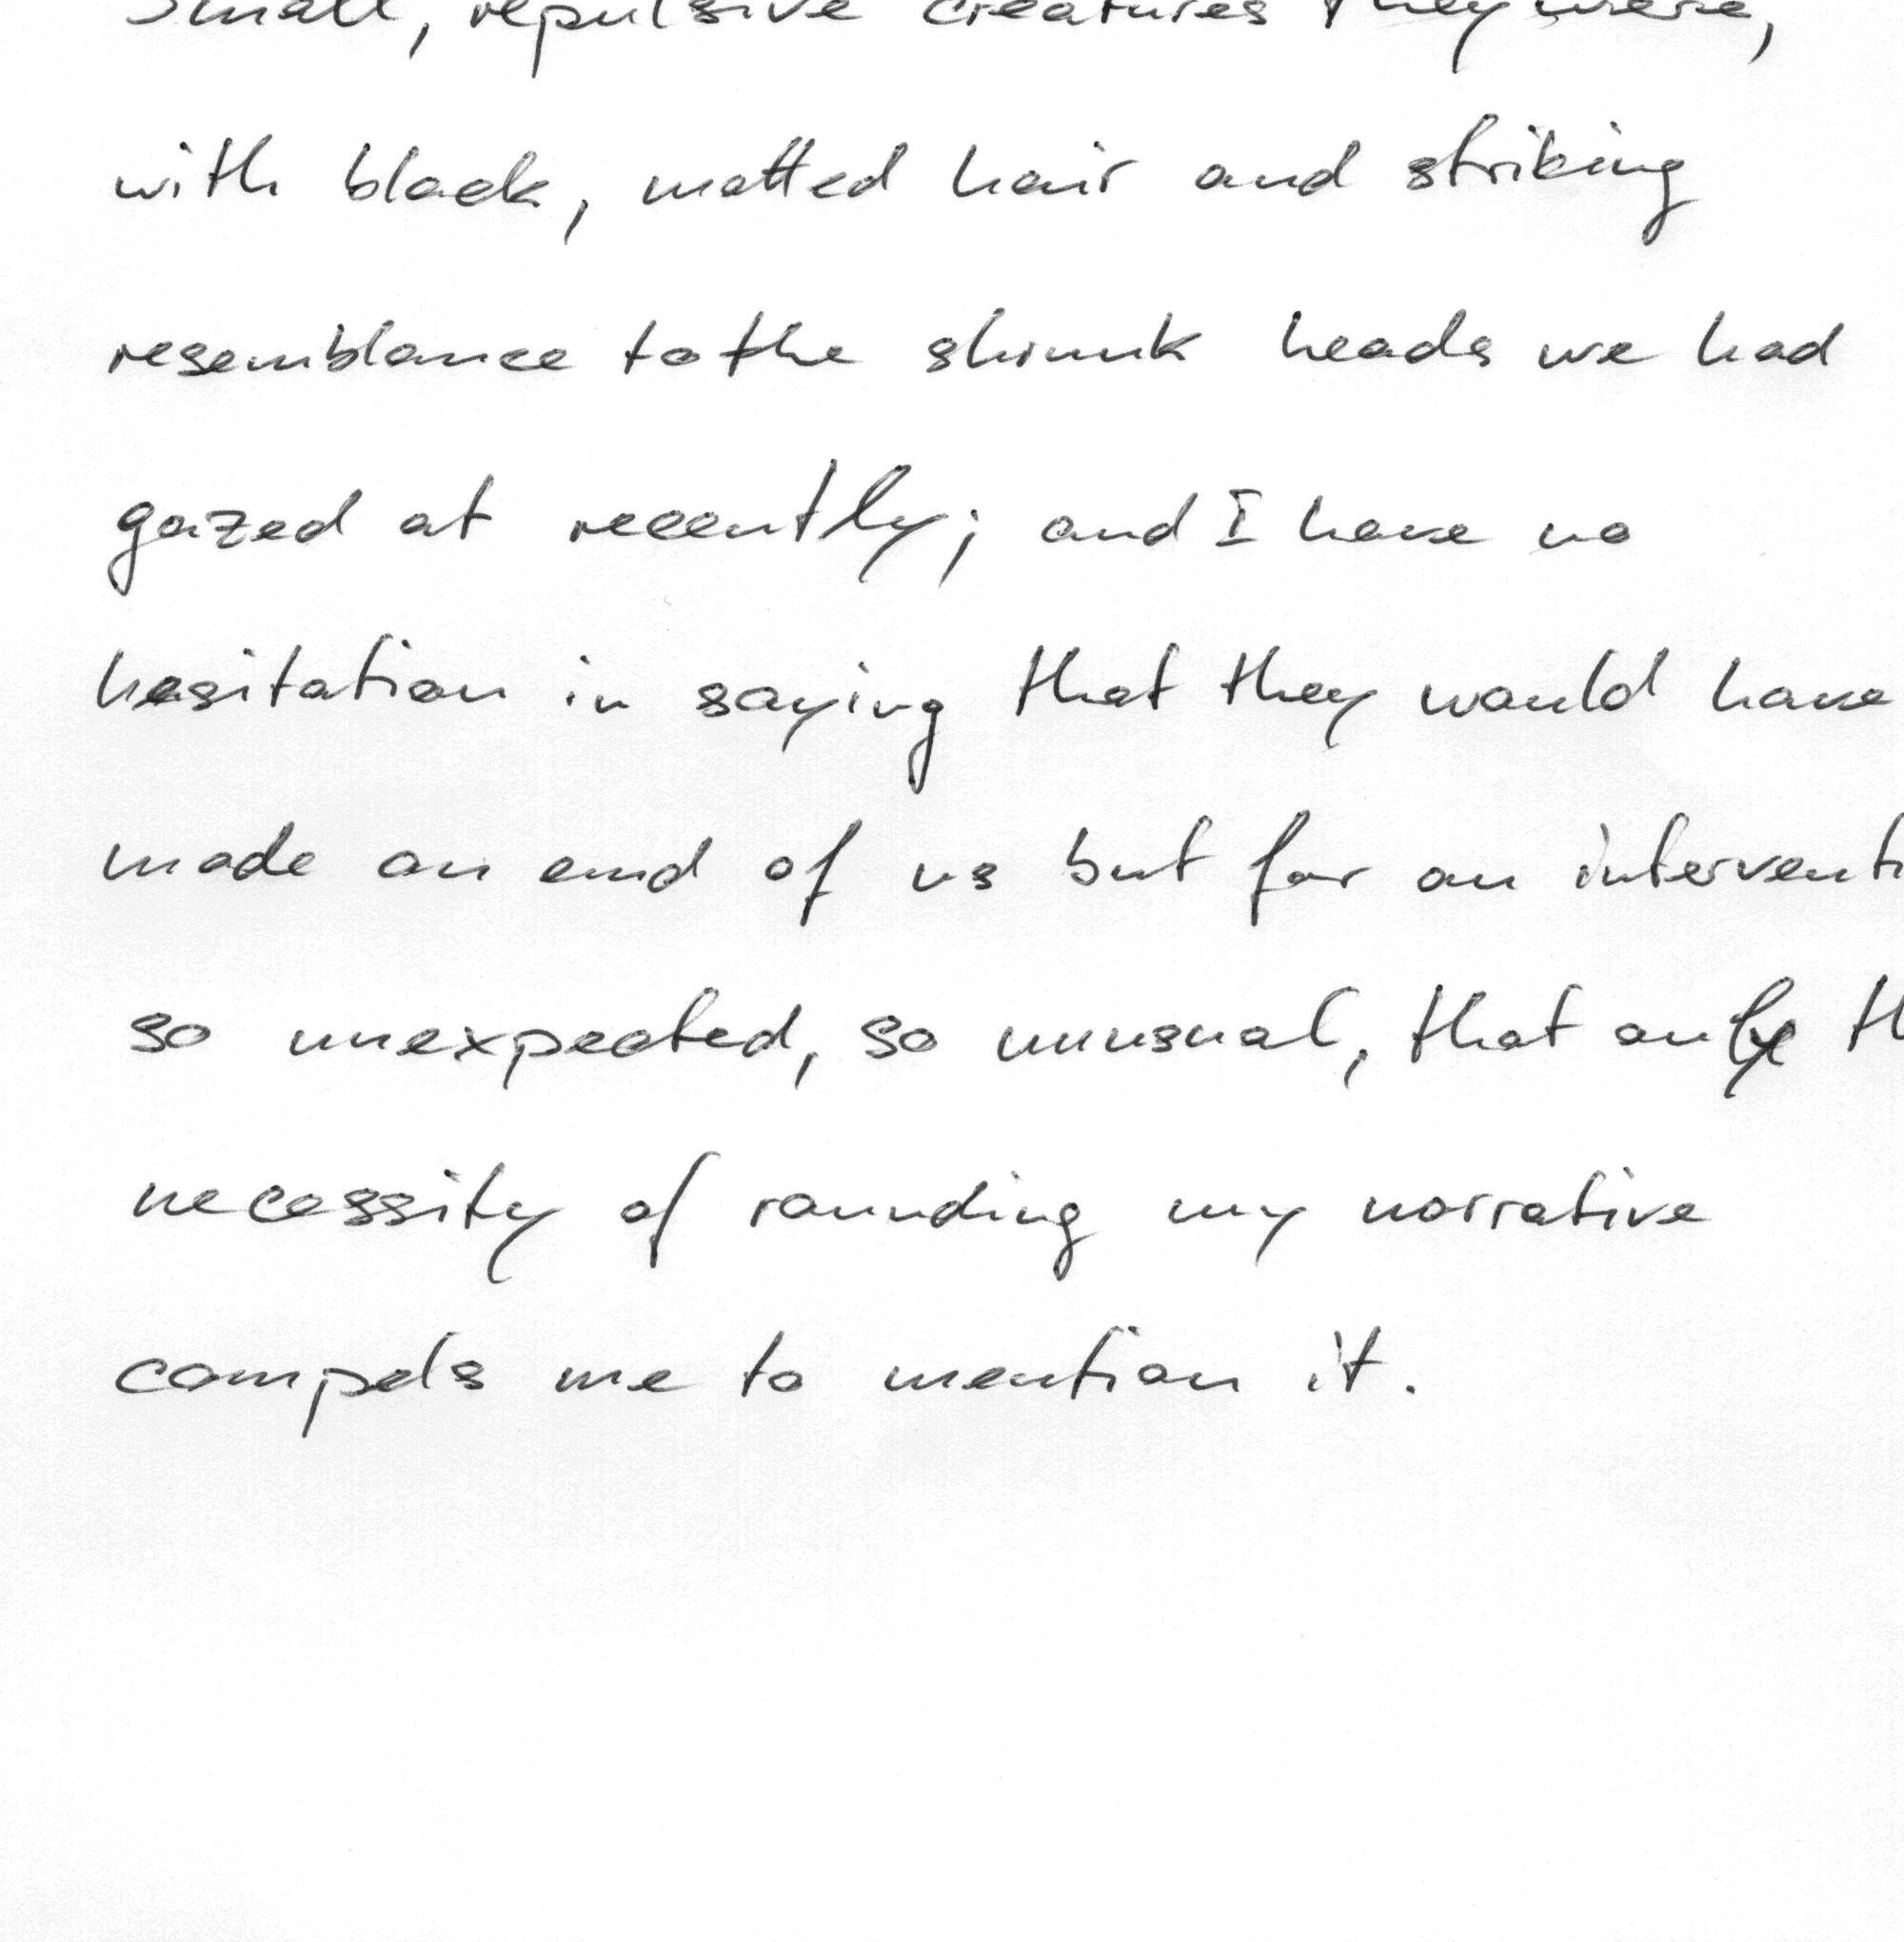 Small, repulsive creatures they were,
with black, matted hair and striking
resemblance to the shrunk heads we had
gazed at recently; and I have no
hesitation in saying that they would have
made an end of us but for an interventi
so unexpected, so unusual, that only th
necessity of rounding my narrative
compels me to mention it.